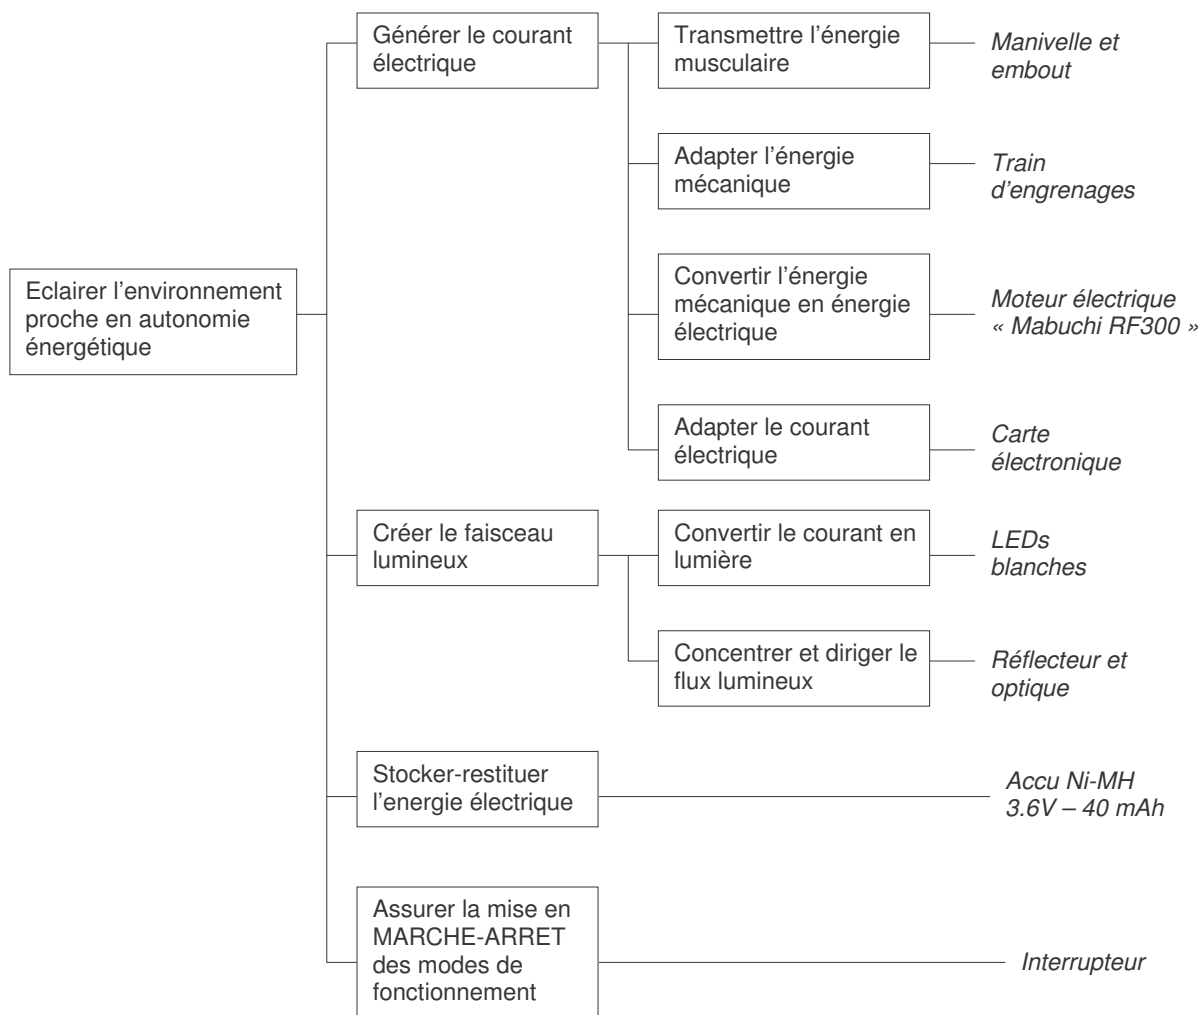 Générer le courant
électrique
Transmettre l’énergie
musculaire
Manivelle et
embout
Adapter l’énergie
mécanique
Train
d’engrenages
Eclairer l’environnement
proche en autonomie
énergétique
Convertir l’énergie
mécanique en énergie
électrique
Moteur électrique
« Mabuchi RF300 »
Adapter le courant
électrique
Carte
électronique
Créer le faisceau
lumineux
Convertir le courant en
lumière
LEDs
blanches
Concentrer et diriger le
flux lumineux
Réflecteur et
optique
Stocker-restituer
l’energie électrique
Accu Ni-MH
3.6V – 40 mAh
Assurer la mise en
MARCHE-ARRET
des modes de
fonctionnement
Interrupteur